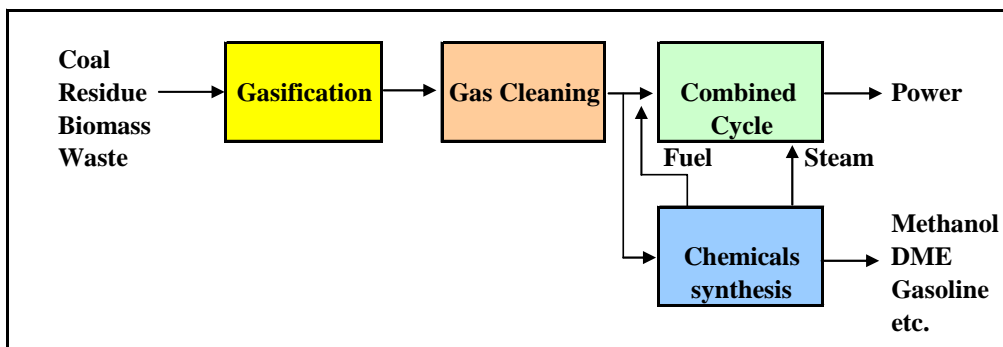 Coal
Residue
Biomass
Waste
Gasification
Gas Cleaning
Combined
Cycle
Power
Fuel
Steam
Chemicals
synthesis
Methanol
DME
Gasoline
etc.